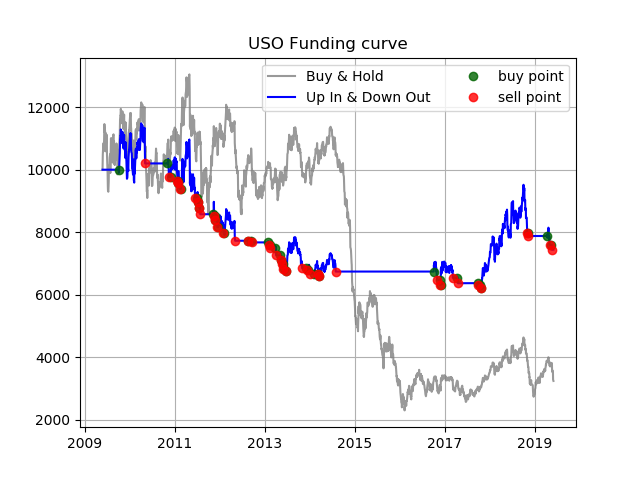 USO Funding curve
Buy & Hold
Up In & Down Out
buy point
sell point
12000
10000
8000
6000
4000
2000
2009 2011 2013 2015 2017 2019